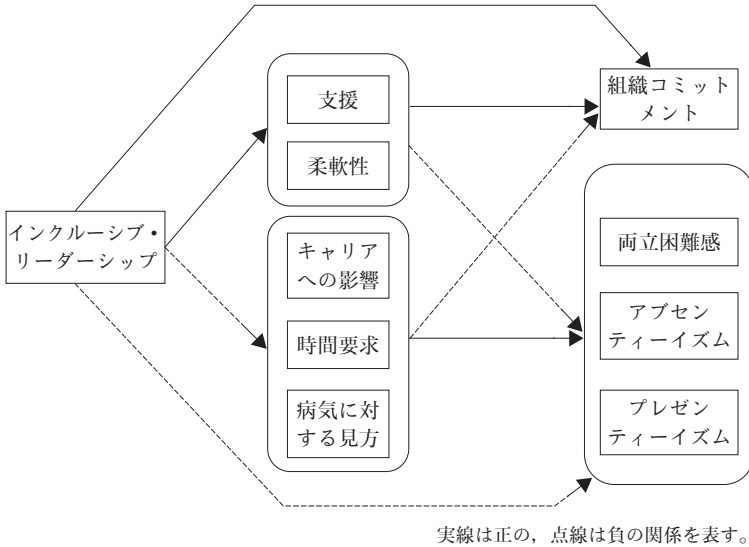 インクルーシブ・
リーダーシップ
支援
柔軟性
キャリア
への影響
時間要求
病気に対
する見方
組織コミット
メント
両立困難感
アブセン
ティーイズム
プレゼン
ティーイズム
実線は正の，点線は負の関係を表す。